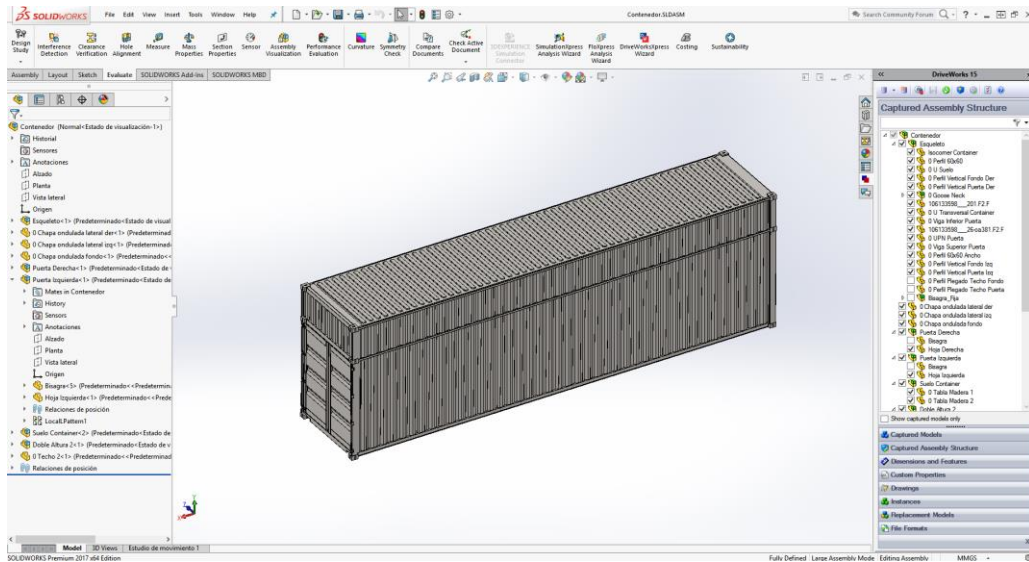 SOLIDWORKS File Edit View Insert Tools Window Help Contenedor.SLDASM Search Community Forum
Design Study
Interference Detection
Clearance Verification
Hole Alignment
Measure
Mass Properties
Section Properties
Sensor
Assembly Visualization
Performance Evaluation
Curvature
Symmetry Check
Compare Documents
Check Active Document
3DEXPERIENCE Simulation Connector
SimulationXpress Analysis Wizard
FloXpress Analysis Wizard
DriveWorksXpress Wizard
Costing
Sustainability
Assembly Layout Sketch Evaluate SOLIDWORKS Add-Ins SOLIDWORKS MBD
Contenedor (Normal<Estado de visualización-1>)
Historial
Sensores
Anotaciones
Alzado
Planta
Vista lateral
Origen
Esqueleto<1> (Predeterminado<Estado de visual
0 Chapa ondulada lateral der<1> (Predeterminad
0 Chapa ondulada lateral izq<1> (Predeterminad
0 Chapa ondulada fondo<1> (Predeterminado<<
Puerta Derecha<1> (Predeterminado<Estado de
Puerta Izquierda<1> (Predeterminado<Estado de
Mates in Contenedor
History
Sensors
Anotaciones
Alzado
Planta
Vista lateral
Origen
Bisagre<5> (Predeterminado<<Predetermin
Hoja Izquierda<1> (Predeterminado<<Prede
Relaciones de posición
LocalLPattern1
Suelo Container<2> (Predeterminado<Estado de
Doble Altura 2<1> (Predeterminado<Estado de v
0 Techo 2<1> (Predeterminado<<Predeterminad
Relaciones de posición
DriveWorks 15
Captured Assembly Structure
Contenedor
Esqueleto
Isocorner Container
0 Perfil 60x60
0 U Suelo
0 Perfil Vertical Fondo Der
0 Perfil Vertical Puerta Der
0 Goose Neck
106133598___201.F2.F
0 U Transversal Container
0 Viga Inferior Puerta
106133598___26-oa381.F2.F
0 UPN Puerta
0 Viga Superior Puerta
0 Perfil 60x60 Ancho
0 Perfil Vertical Fondo Izq
0 Perfil Vertical Puerta Izq
0 Perfil Plegado Techo Fondo
0 Perfil Plegado Techo Puerta
Bisagra_Fija
0 Chapa ondulada lateral der
0 Chapa ondulada lateral izq
0 Chapa ondulada fondo
Puerta Derecha
Bisagre
Hoja Derecha
Puerta Izquierda
Bisagre
Hoja Izquierda
Suelo Container
0 Tabla Madera 1
0 Tabla Madera 2
Doble Altura 2
Show captured models only
Captured Models
Captured Assembly Structure
Dimensions and Features
Custom Properties
Drawings
Instances
Replacement Models
File Formats
Model 3D Views Estudio de movimiento 1
SOLIDWORKS Premium 2017 x64 Edition Fully Defined Large Assembly Mode Editing Assembly MMGS